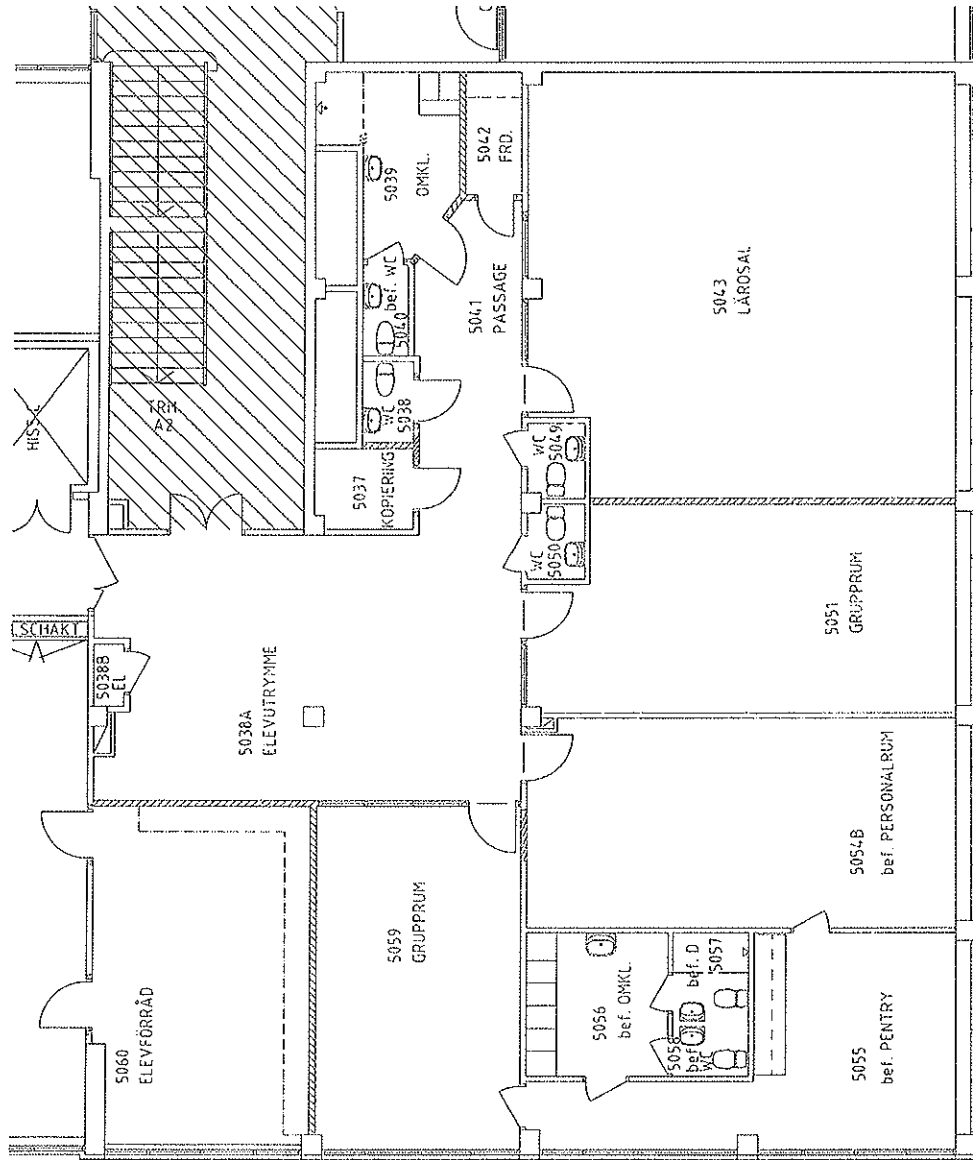 HISS
TRH.
A2
L SCHAKT
5038B
EL
5038A
ELEVUTRYMME
5037
KOPIERING
WC
5038
5040
bef. WC
5039
OMKL.
5042
FRD.
5041
PASSAGE
5043
LÄROSAL
WC
5049
WC
5050
5051
GRUPPRUM
5054B
bef. PERSONALRUM
5055
bef. PENTRY
5056
bef. OMKL.
bef. D
5057
5058
bef.
WC
5059
GRUPPRUM
5060
ELEVFÖRRÅD